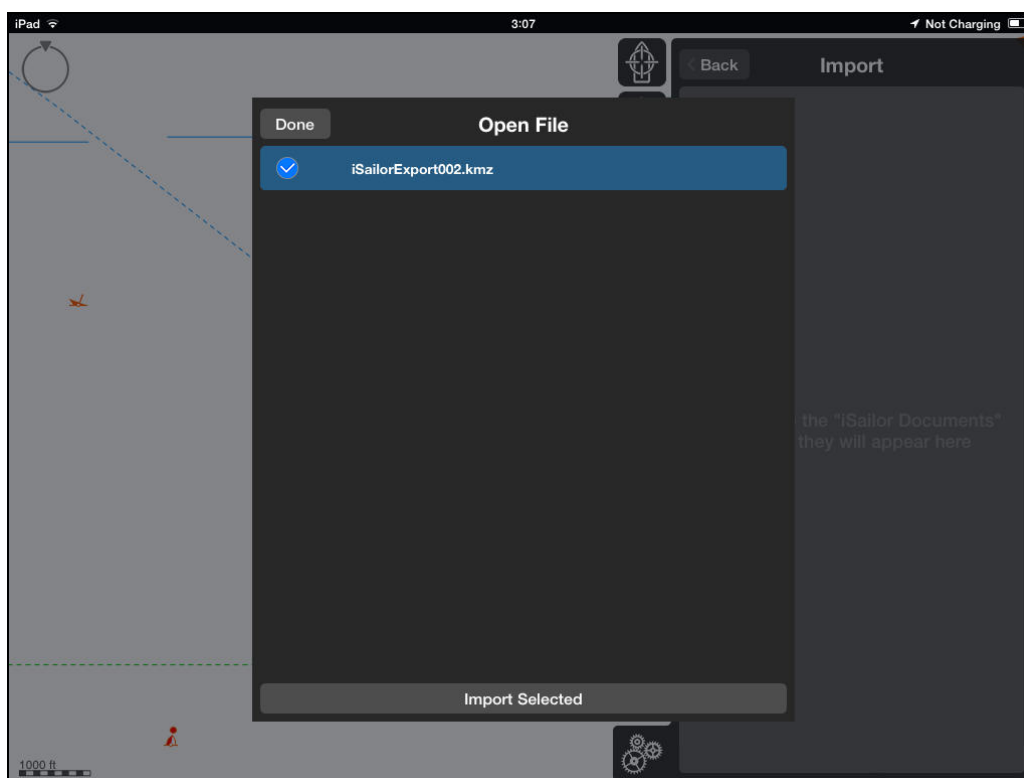 iPad
3:07
Not Charging
Back
Import
Done
Open File
iSailorExport002.kmz
the "iSailor Documents"
they will appear here
Import Selected
1000 ft